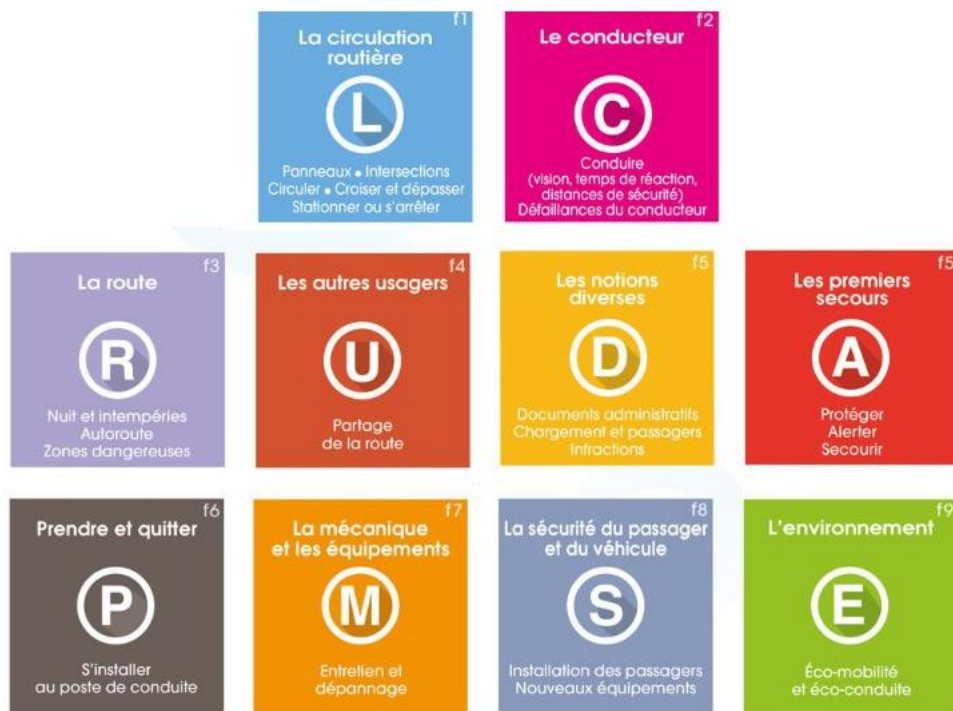 f1
La circulation
routière
L
Panneaux • Intersections
Circuler • Croiser et dépasser
Stationner ou s'arrêter
f2
Le conducteur
C
Conduire
(vision, temps de réaction,
distances de sécurité)
Défaillances du conducteur
f3
La route
R
Nuit et intempéries
Autoroute
Zones dangereuses
f4
Les autres usagers
U
Partage
de la route
f5
Les notions
diverses
D
Documents administratifs
Chargement et passagers
Infractions
f5
Les premiers
secours
A
Protéger
Alerter
Secourir
f6
Prendre et quitter
P
S'installer
au poste de conduite
f7
La mécanique
et les équipements
M
Entretien et
dépannage
f8
La sécurité du passager
et du véhicule
S
Installation des passagers
Nouveaux équipements
f9
L'environnement
E
Éco-mobilité
et éco-conduite